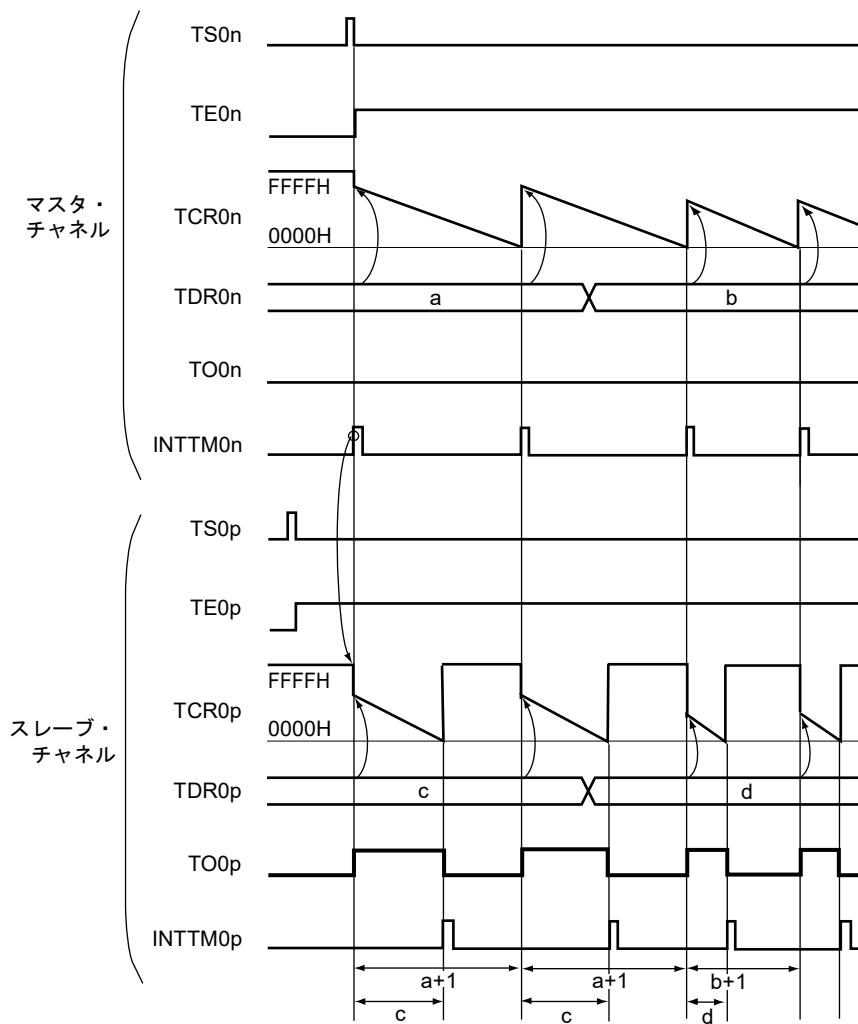 TS0n
TE0n
マスタ・
チャネル
FFFFH
TCR0n
0000H
TDR0n
a
b
TO0n
INTTM0n
TS0p
TE0p
スレーブ・
チャネル
FFFFH
TCR0p
0000H
TDR0p
c
d
TO0p
INTTM0p
a+1
a+1
b+1
c
c
d